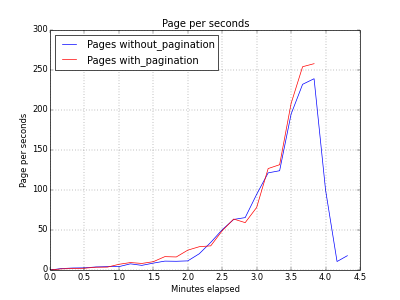 Page per seconds
Pages without_pagination
Pages with_pagination
Page per seconds
300
250
200
150
100
50
0
0.0 0.5 1.0 1.5 2.0 2.5 3.0 3.5 4.0 4.5
Minutes elapsed